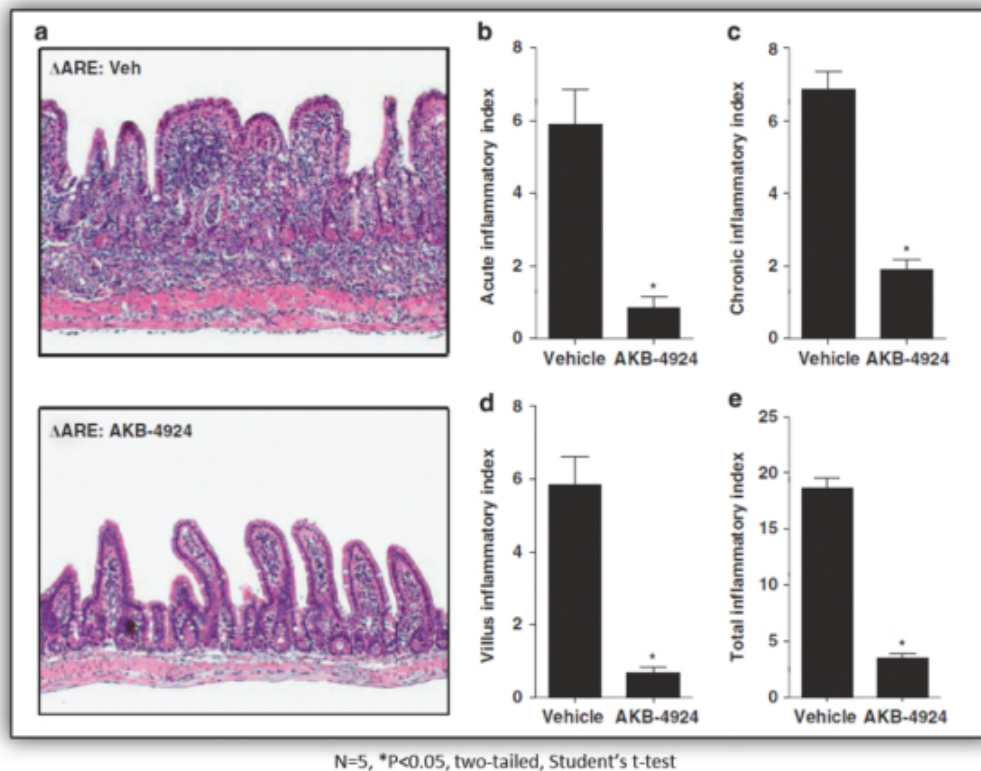 a
ΔARE: Veh
ΔARE: AKB-4924
b
Acute inflammatory index
8
6
4
2
0
Vehicle AKB-4924
*
c
Chronic inflammatory index
8
6
4
2
0
Vehicle AKB-4924
*
d
Villus inflammatory index
8
6
4
2
0
Vehicle AKB-4924
*
e
Total inflammatory index
25
20
15
10
5
0
Vehicle AKB-4924
*
N=5, *P<0.05, two-tailed, Student's t-test